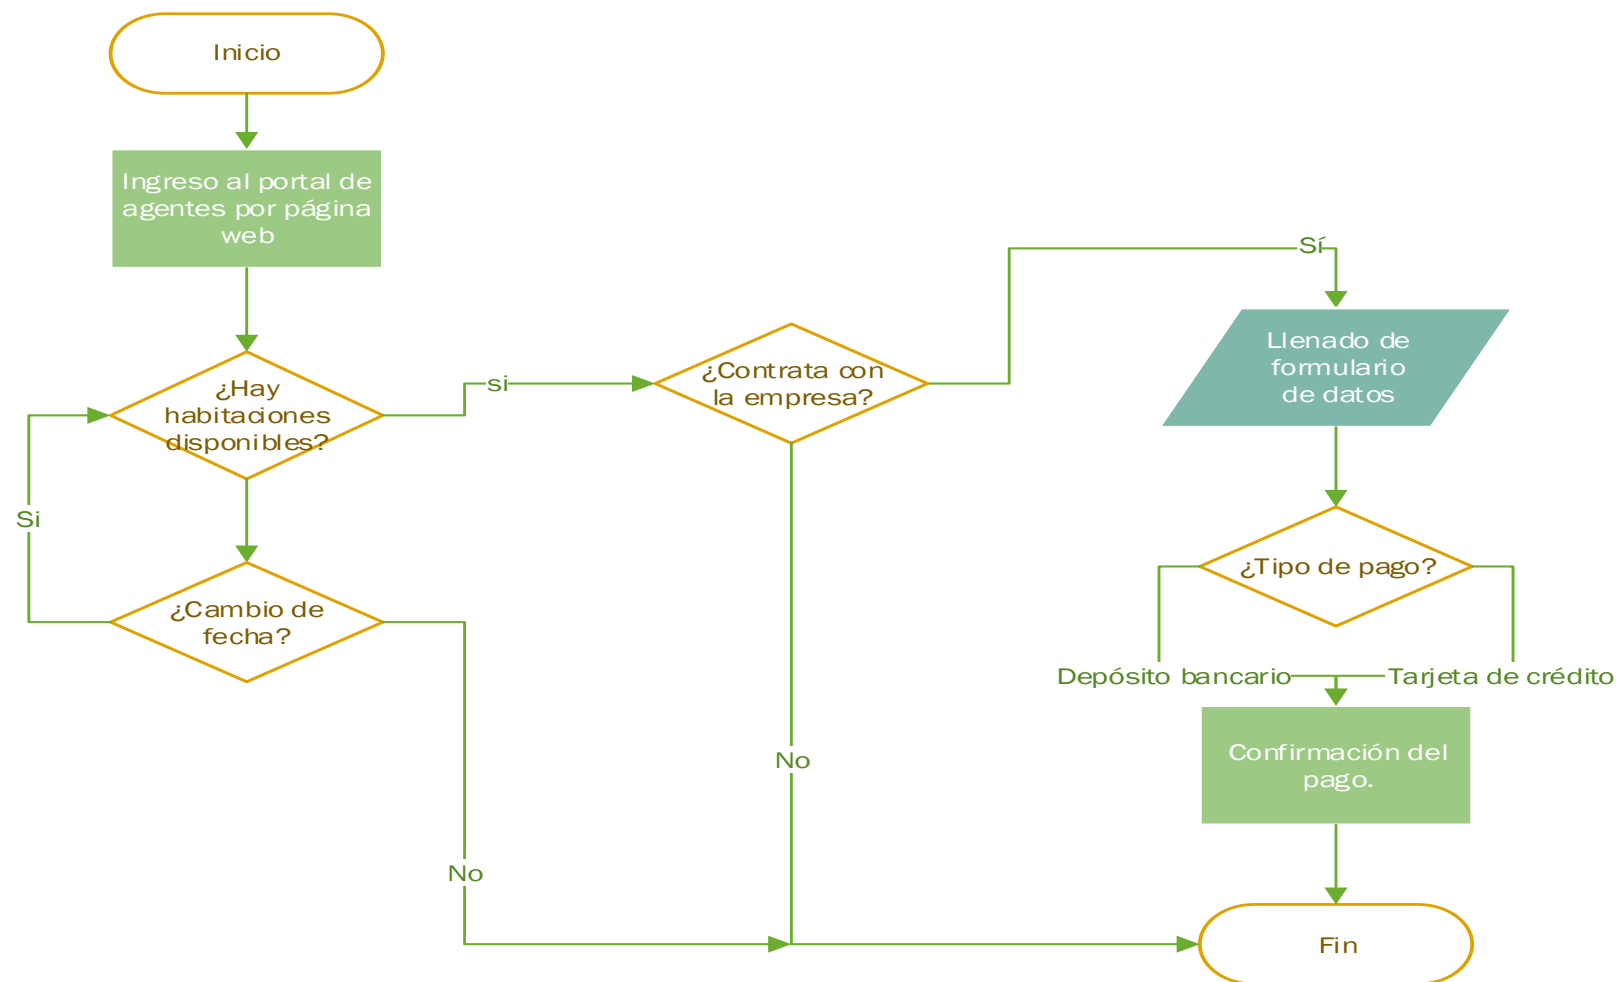 Inicio
Ingreso al portal de
agentes por página
web
¿Hay
habitaciones
disponibles?
si
Si
¿Cambio de
fecha?
No
¿Contrata con
la empresa?
No
Sí
Llenado de
formulario
de datos
¿Tipo de pago?
Depósito bancario
Tarjeta de crédito
Confirmación del
pago.
Fin